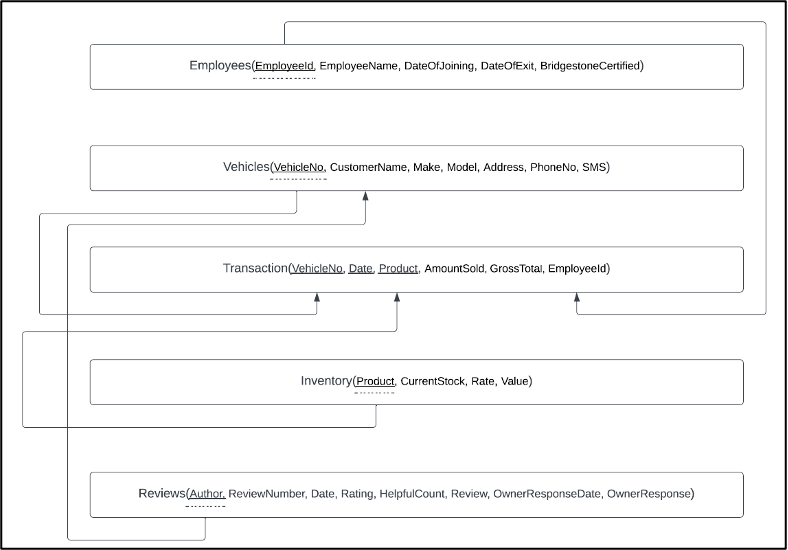 Employees(EmployeeId, EmployeeName, DateOfJoining, DateOfExit, BridgestoneCertified)
Vehicles(VehicleNo, CustomerName, Make, Model, Address, PhoneNo, SMS)
Transaction(VehicleNo, Date, Product, AmountSold, GrossTotal, EmployeeId)
Inventory(Product, CurrentStock, Rate, Value)
Reviews(Author, ReviewNumber, Date, Rating, HelpfulCount, Review, OwnerResponseDate, OwnerResponse)